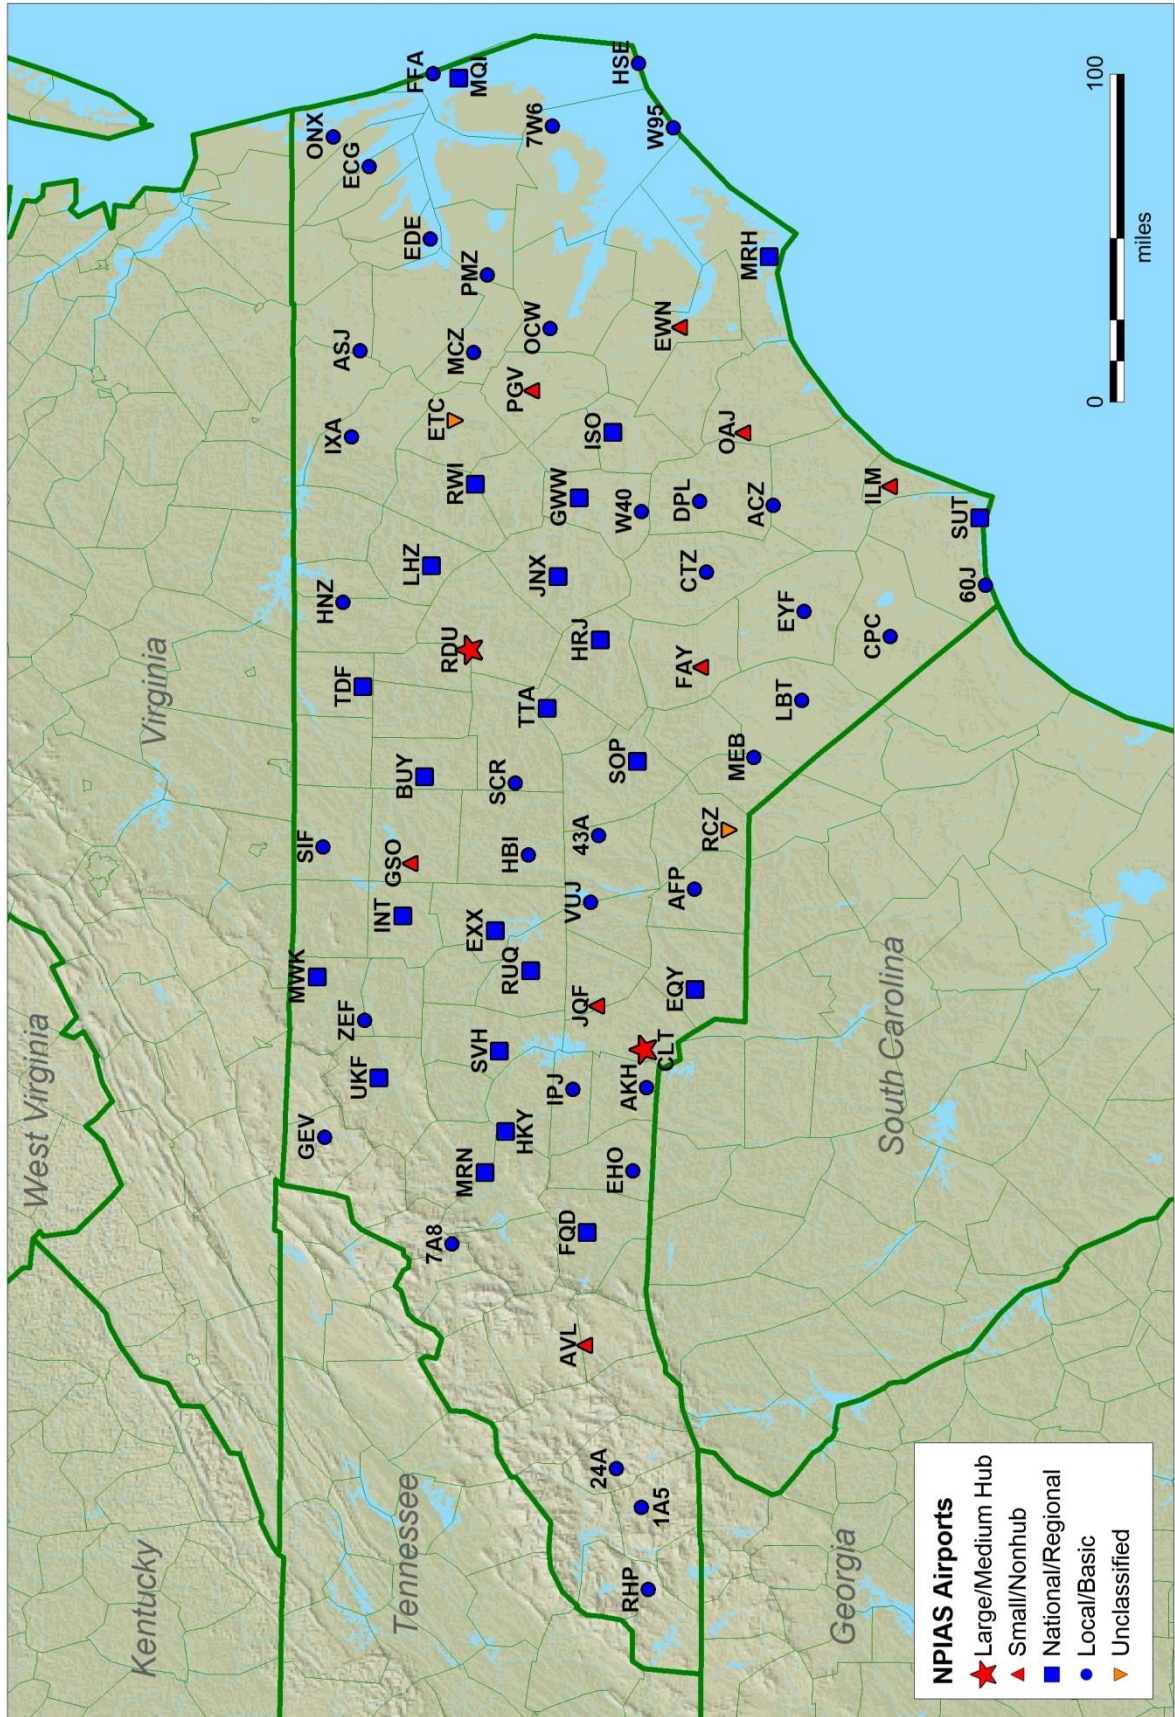 West Virginia
Virginia
Kentucky
Tennessee
Georgia
South Carolina
ONX
ECG
FFA
MQI
EDE
PMZ
7W6
HSE
W95
ASJ
IXA
MCZ
ETC
OCW
PGV
EWN
MRH
ISO
OAJ
RWI
GWW
W40
DPL
ACZ
ILM
SUT
60J
HNZ
LHZ
JNX
CTZ
EYF
CPC
TDF
RDU
HRJ
FAY
LBT
TTA
SOP
MEB
BUY
SCR
SIF
GSO
HBI
43A
RCZ
INT
EXX
VUJ
AFP
MWK
ZEF
RUQ
JQF
EQY
UKF
SVH
IPJ
AKH
CLT
GEV
HKY
MRN
EHO
7A8
FQD
AVL
24A
1A5
RHP
NPIAS Airports
Large/Medium Hub
Small/Nonhub
National/Regional
Local/Basic
Unclassified
0
100
miles